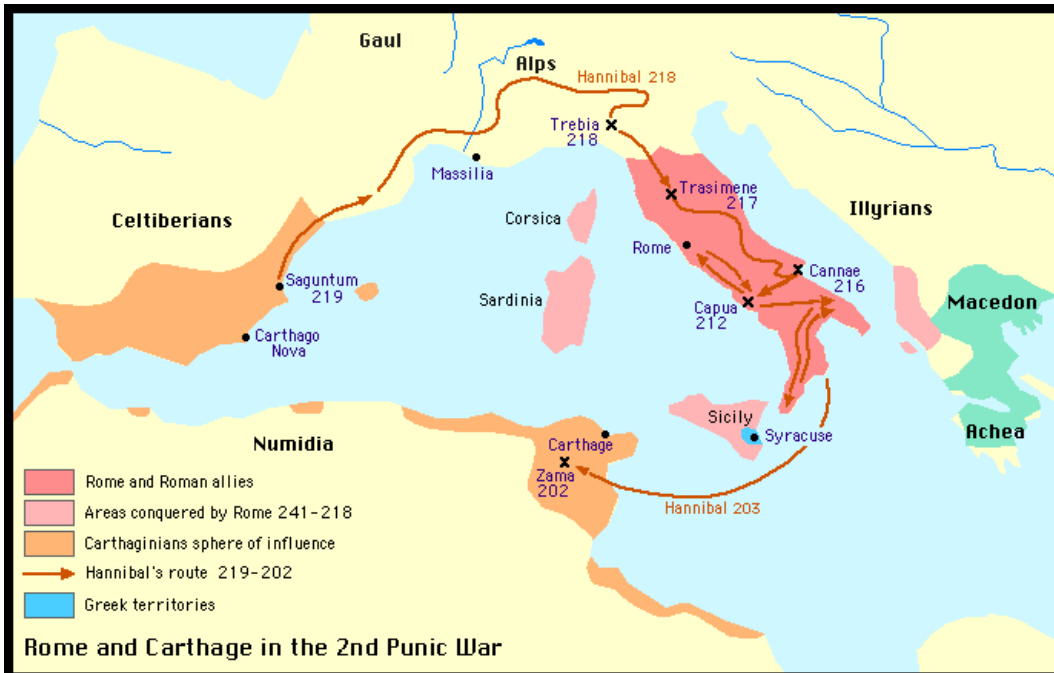 Gaul
Alps
Hannibal 218
Trebia
218
Massilia
Trasimene
217
Celtiberians
Illyrians
Corsica
Rome
Saguntum
219
Cannae
216
Sardinia
Capua
212
Macedon
Carthago
Nova
Sicily
Syracuse
Achea
Numidia
Carthage
Zama
202
Hannibal 203
Rome and Roman allies
Areas conquered by Rome 241-218
Carthaginians sphere of influence
Hannibal's route 219-202
Greek territories
Rome and Carthage in the 2nd Punic War